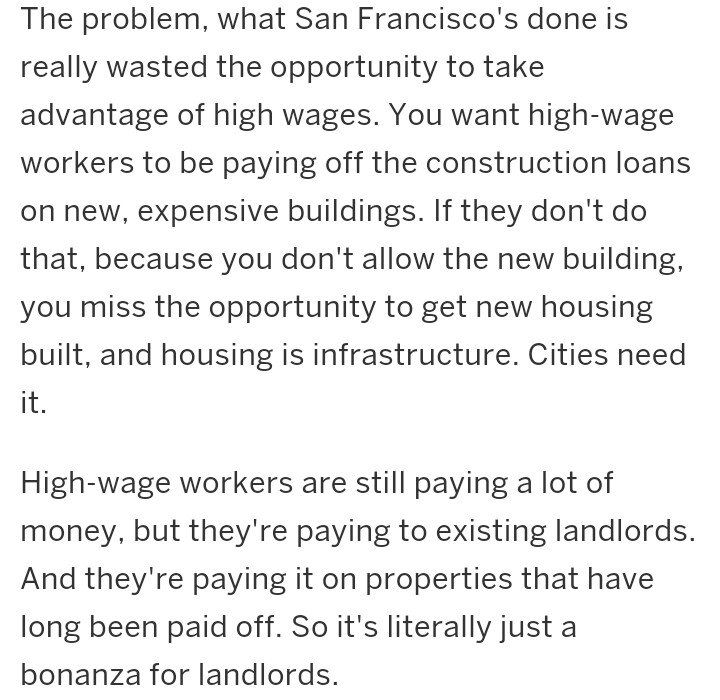 The problem, what San Francisco's done is
really wasted the opportunity to take
advantage of high wages. You want high-wage
workers to be paying off the construction loans
on new, expensive buildings. If they don't do
that, because you don't allow the new building,
you miss the opportunity to get new housing
built, and housing is infrastructure. Cities need
it.
High-wage workers are still paying a lot of
money, but they're paying to existing landlords.
And they're paying it on properties that have
long been paid off. So it's literally just a
bonanza for landlords.